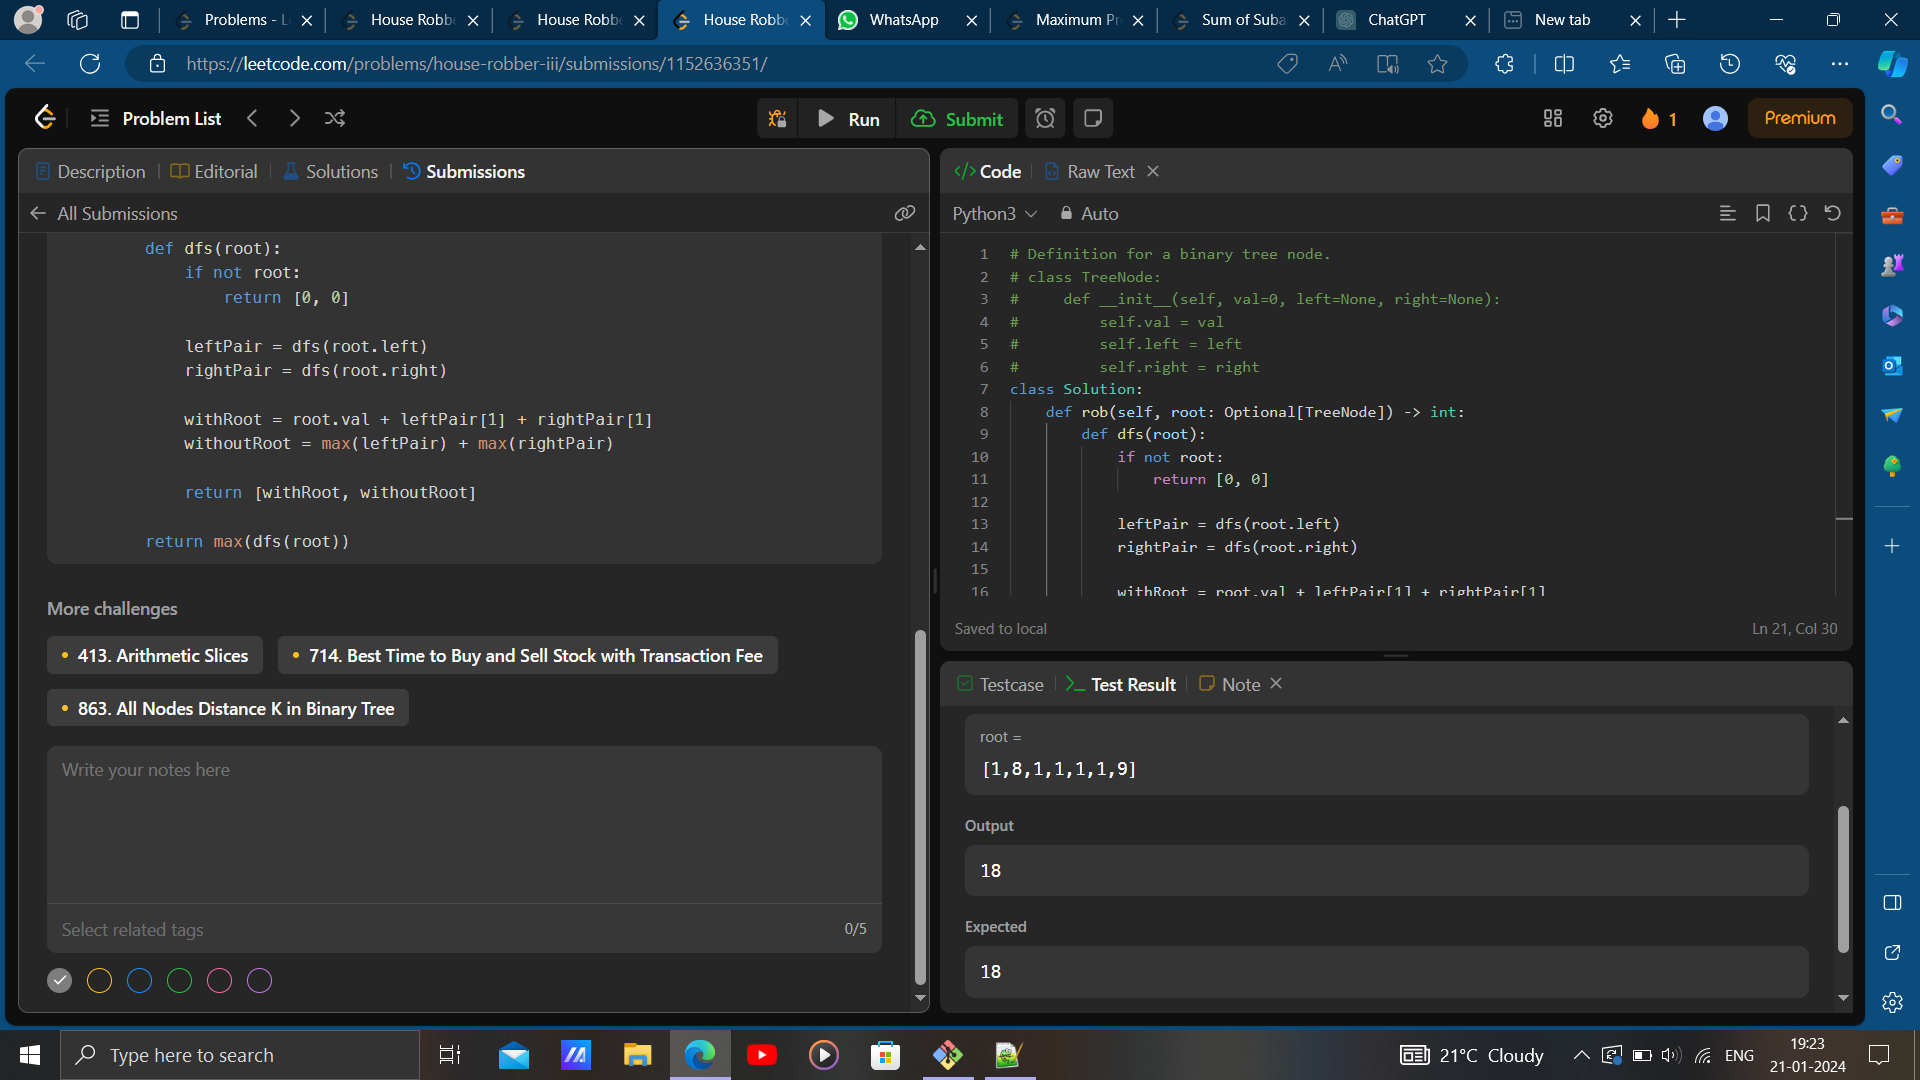 Problems - L
House Robbe
House Robb
House Robbe
WhatsApp
Maximum Pr
Sum of Suba
ChatGPT
New tab
https://leetcode.com/problems/house-robber-iii/submissions/1152636351/
Problem List
Run
Submit
1
Premium
Description
Editorial
Solutions
Submissions
All Submissions
def dfs(root):
if not root:
return [0, 0]
leftPair = dfs(root.left)
rightPair = dfs(root.right)
withRoot = root.val + leftPair[1] + rightPair[1]
withoutRoot = max(leftPair) + max(rightPair)
return [withRoot, withoutRoot]
return max(dfs(root))
More challenges
413. Arithmetic Slices
714. Best Time to Buy and Sell Stock with Transaction Fee
863. All Nodes Distance K in Binary Tree
Write your notes here
Select related tags
0/5
Code
Raw Text
Python3
Auto
1 # Definition for a binary tree node.
2 # class TreeNode:
3 # def __init__(self, val=0, left=None, right=None):
4 # self.val = val
5 # self.left = left
6 # self.right = right
7 class Solution:
8 def rob(self, root: Optional[TreeNode]) -> int:
9 def dfs(root):
10 if not root:
11 return [0, 0]
12
13 leftPair = dfs(root.left)
14 rightPair = dfs(root.right)
15
16 withRoot = root.val + leftPair[1] + rightPair[1]
Saved to local
Ln 21, Col 30
Testcase
Test Result
Note
root =
[1,8,1,1,1,1,9]
Output
18
Expected
18
Type here to search
21°C Cloudy
ENG
19:23
21-01-2024